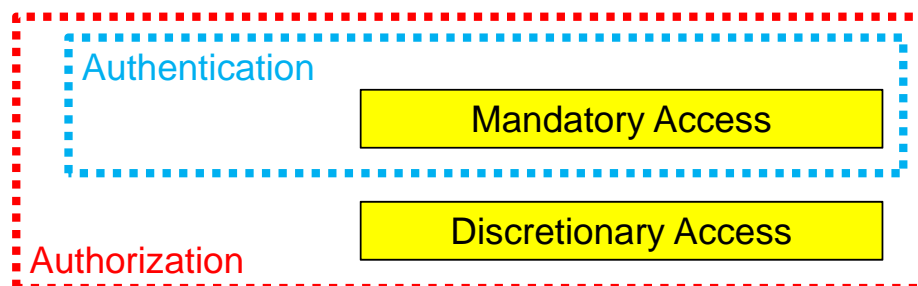 Authentication
Mandatory Access
Discretionary Access
Authorization